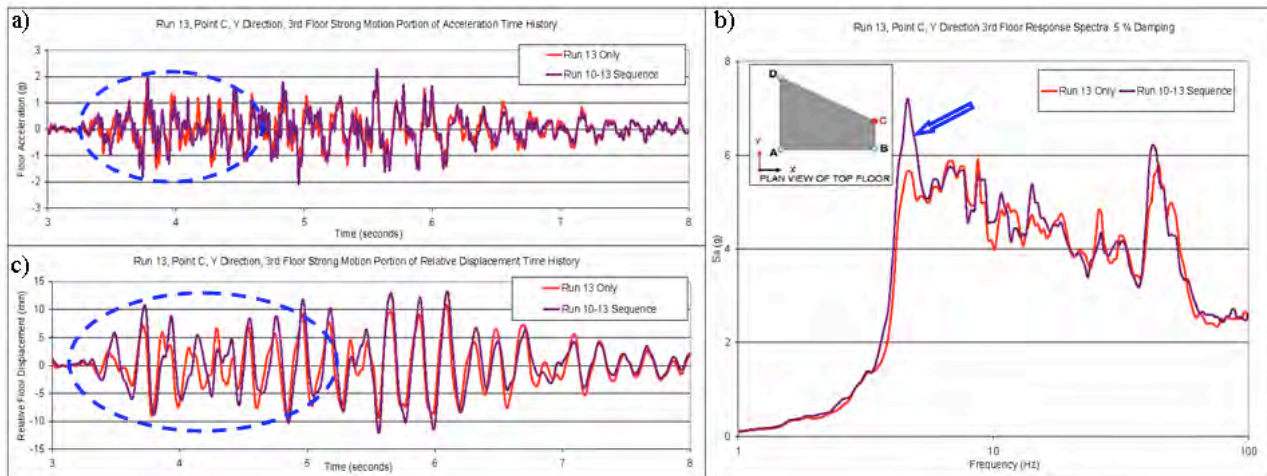 a)
Run 13, Point C, Y Direction, 3rd Floor Strong Motion Portion of Acceleration Time History
Run 13 Only
Run 10-13 Sequence
Floor Acceleration (g)
3
2
1
0
-1
-2
-3
3 4 5 6 7 8
Time (seconds)
c)
Run 13, Point C, Y Direction, 3rd Floor Strong Motion Portion of Relative Displacement Time History
Run 13 Only
Run 10-13 Sequence
Relative Floor Displacement (mm)
15
10
5
0
-5
-10
-15
3 4 5 6 7 8
Time (seconds)
b)
Run 13, Point C, Y Direction 3rd Floor Response Spectra 5 % Damping
D
C
A
B
Y
X
PLAN VIEW OF TOP FLOOR
Run 13 Only
Run 10-13 Sequence
Sa (g)
8
6
4
2
0
1 10 100
Frequency (Hz)